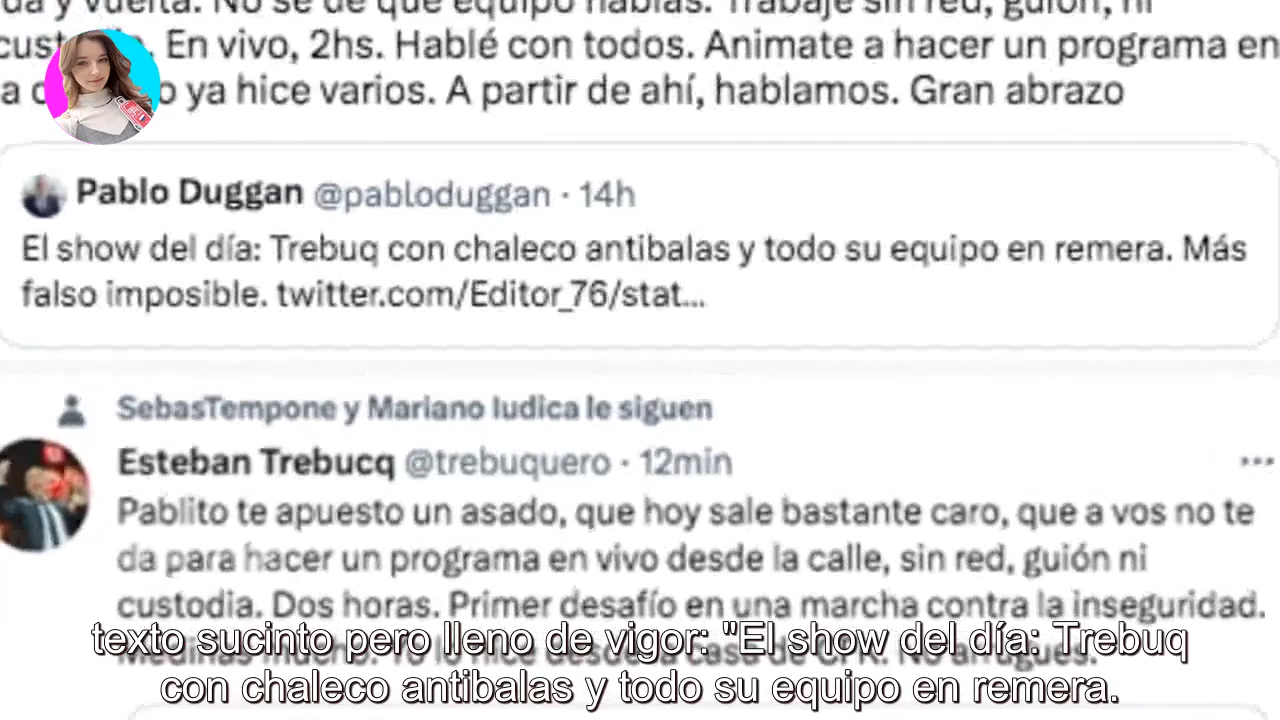 da y vuelta. No sé de qué equipo hablas. Trabajé sin red, guión, ni
En vivo, 2hs. Hablé con todos. Animate a hacer un programa en
ya hice varios. A partir de ahí, hablamos. Gran abrazo
Pablo Duggan @pabloduggan · 14h
El show del día: Trebuq con chaleco antibalas y todo su equipo en remera. Más
falso imposible. twitter.com/Editor_76/stat...
SebasTempone y Mariano Iudica le siguen
Esteban Trebucq @trebuquero · 12min
Pablito te apuesto un asado, que hoy sale bastante caro, que a vos no te
da para hacer un programa en vivo desde la calle, sin red, guión ni
custodia. Dos horas. Primer desafío en una marcha contra la inseguridad.
texto sucinto pero lleno de vigor: "El show del día: Trebuq
con chaleco antibalas y todo su equipo en remera.